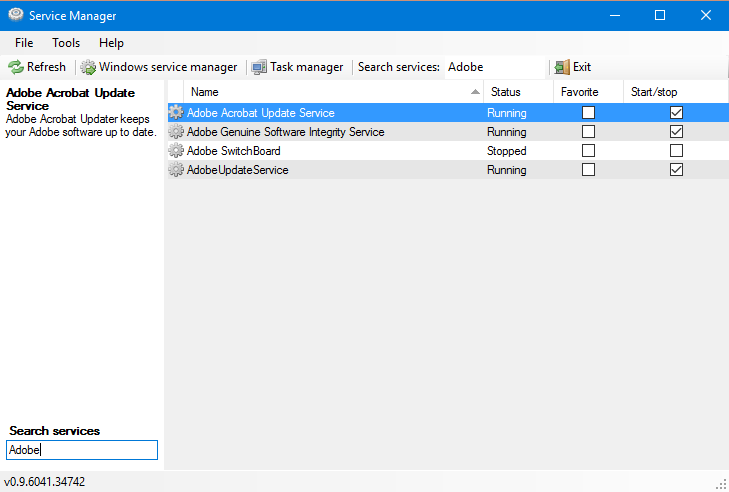 Service Manager
File Tools Help
Refresh Windows service manager Task manager Search services: Adobe Exit
Adobe Acrobat Update
Service
Adobe Acrobat Updater keeps
your Adobe software up to date.
Name Status Favorite Start/stop
Adobe Acrobat Update Service Running
Adobe Genuine Software Integrity Service Running
Adobe SwitchBoard Stopped
AdobeUpdateService Running
Search services
Adobe
v0.9.6041.34742